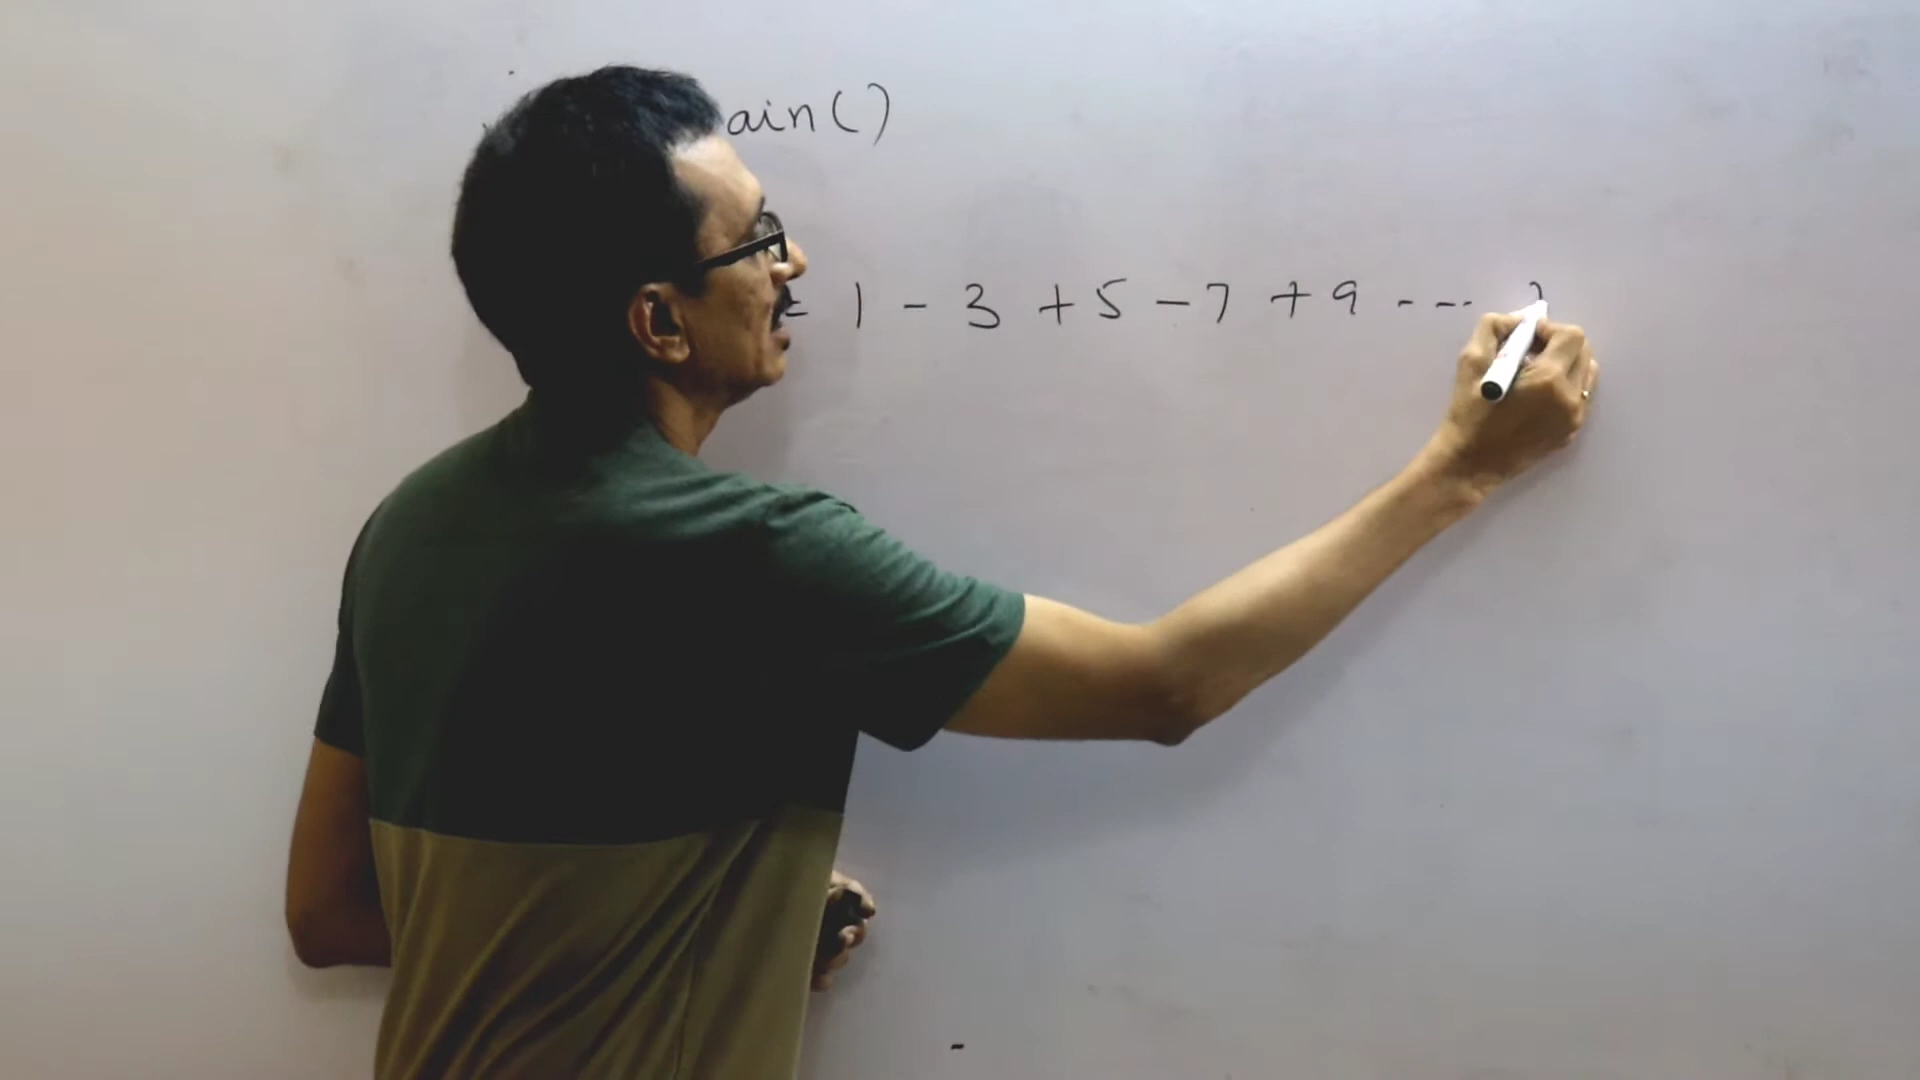 ain()
= 1 - 3 + 5 - 7 + 9 - - -